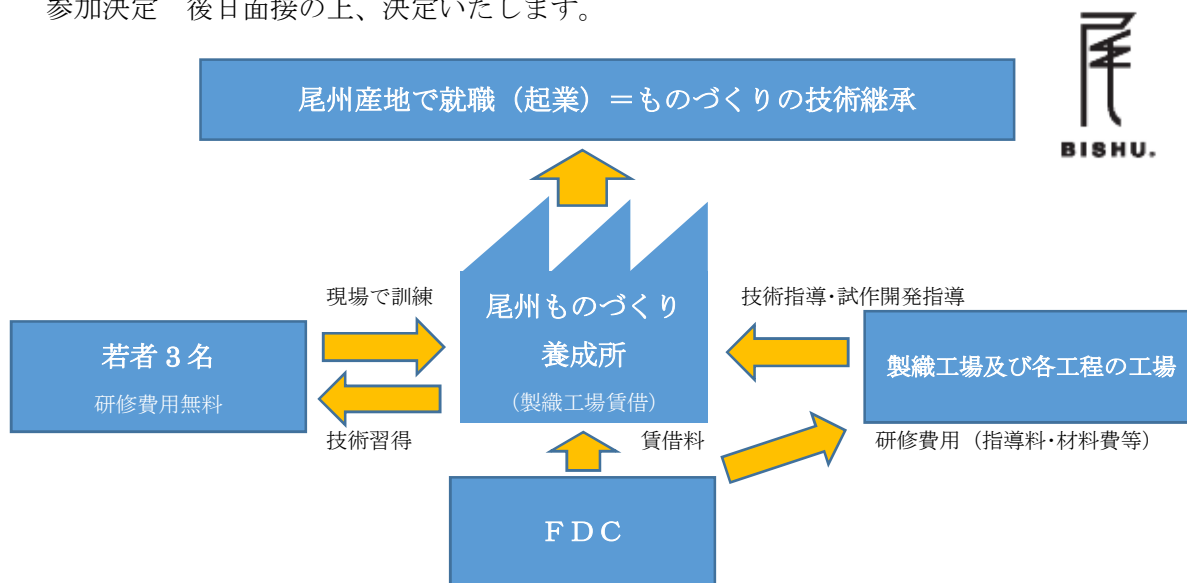 参加決定　後日面接の上、決定いたします。
尾
BISHU.
尾州産地で就職（起業）＝ものづくりの技術継承
現場で訓練
尾州ものづくり
養成所
（製織工場賃借）
技術指導・試作開発指導
若者３名
研修費用無料
製織工場及び各工程の工場
技術習得
賃借料
研修費用（指導料・材料費等）
ＦＤＣ